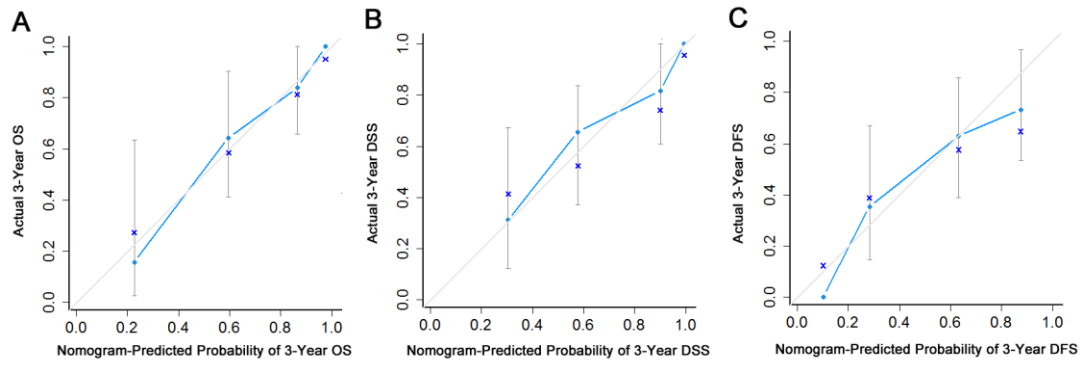 A
Actual 3-Year OS
1.0
0.8
0.6
0.4
0.2
0.0
0.0 0.2 0.4 0.6 0.8 1.0
Nomogram-Predicted Probability of 3-Year OS
B
Actual 3-Year DSS
1.0
0.8
0.6
0.4
0.2
0.0
0.0 0.2 0.4 0.6 0.8 1.0
Nomogram-Predicted Probability of 3-Year DSS
C
Actual 3-Year DFS
1.0
0.8
0.6
0.4
0.2
0.0
0.0 0.2 0.4 0.6 0.8 1.0
Nomogram-Predicted Probability of 3-Year DFS